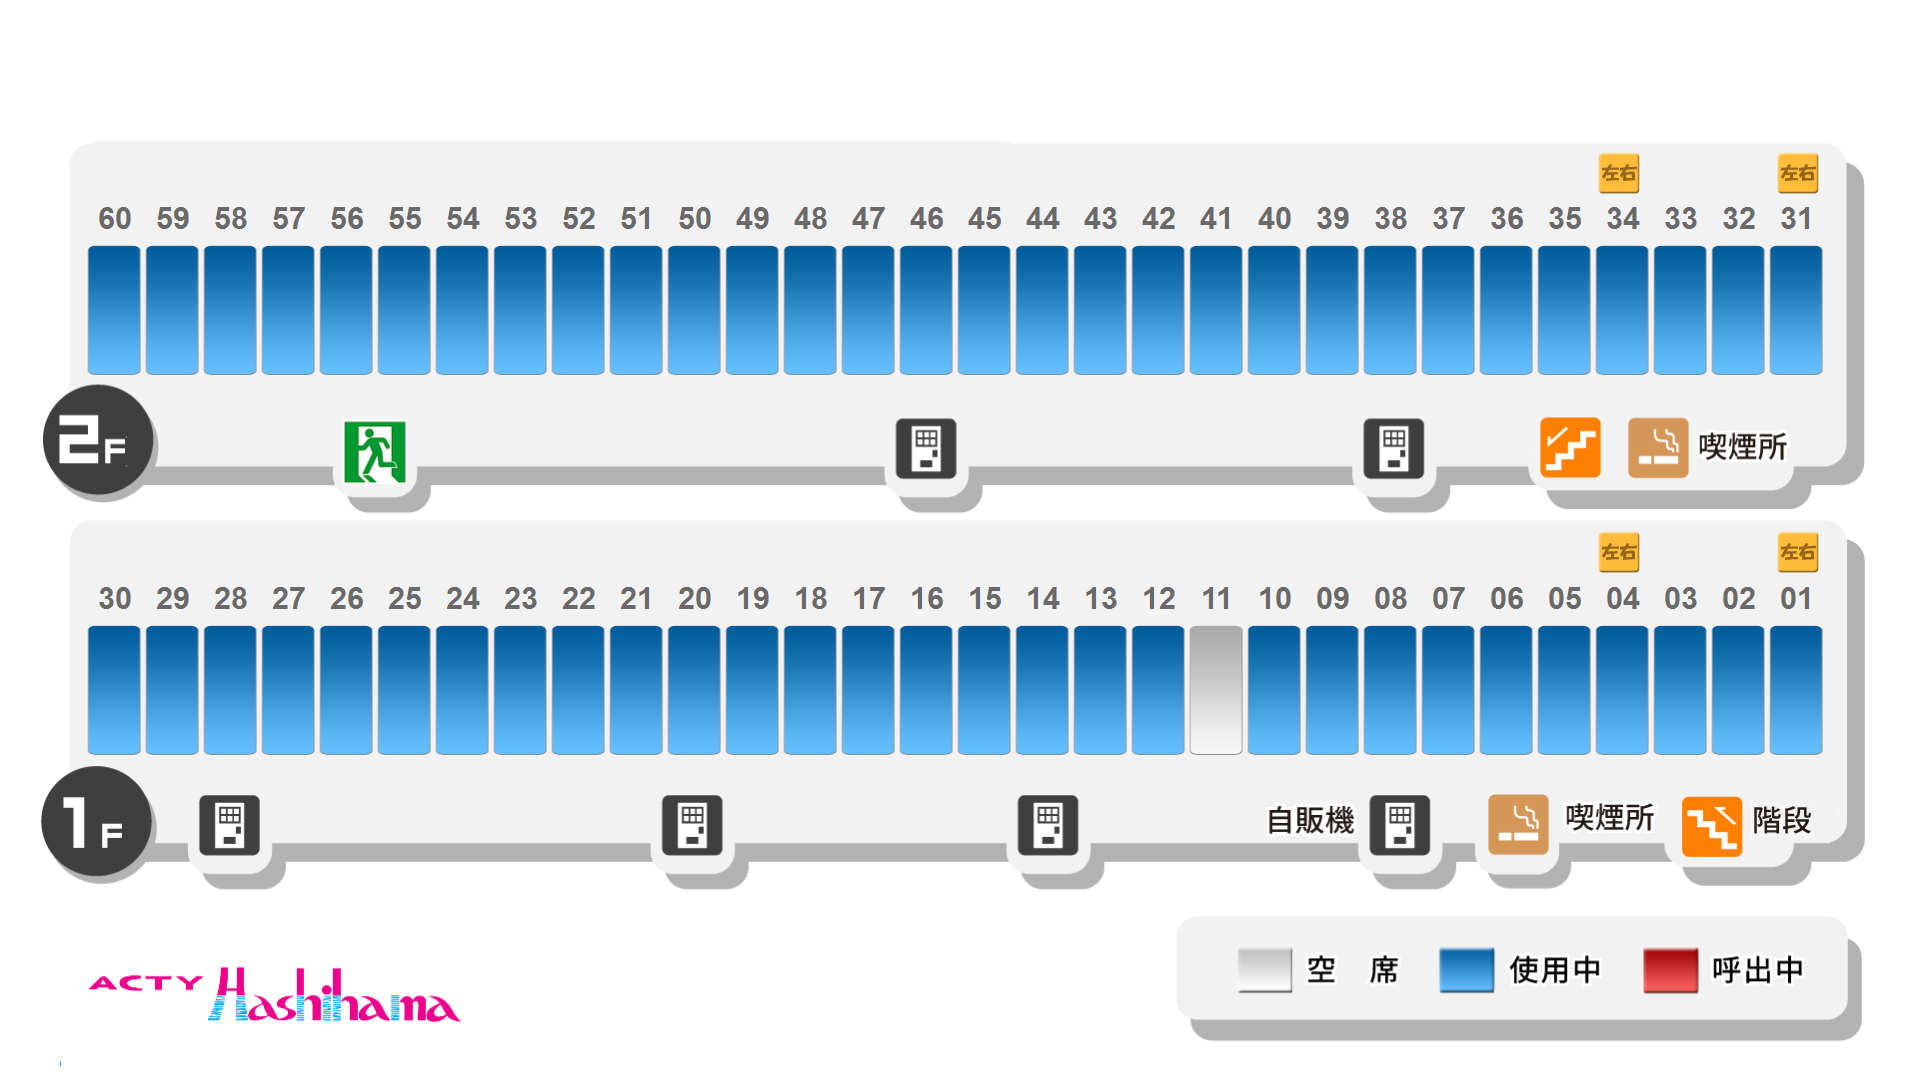 左右 左右
60 59 58 57 56 55 54 53 52 51 50 49 48 47 46 45 44 43 42 41 40 39 38 37 36 35 34 33 32 31
2F
喫煙所
左右 左右
30 29 28 27 26 25 24 23 22 21 20 19 18 17 16 15 14 13 12 11 10 09 08 07 06 05 04 03 02 01
1F
自販機 喫煙所 階段
空 席 使用中 呼出中
ACTY Hashihama